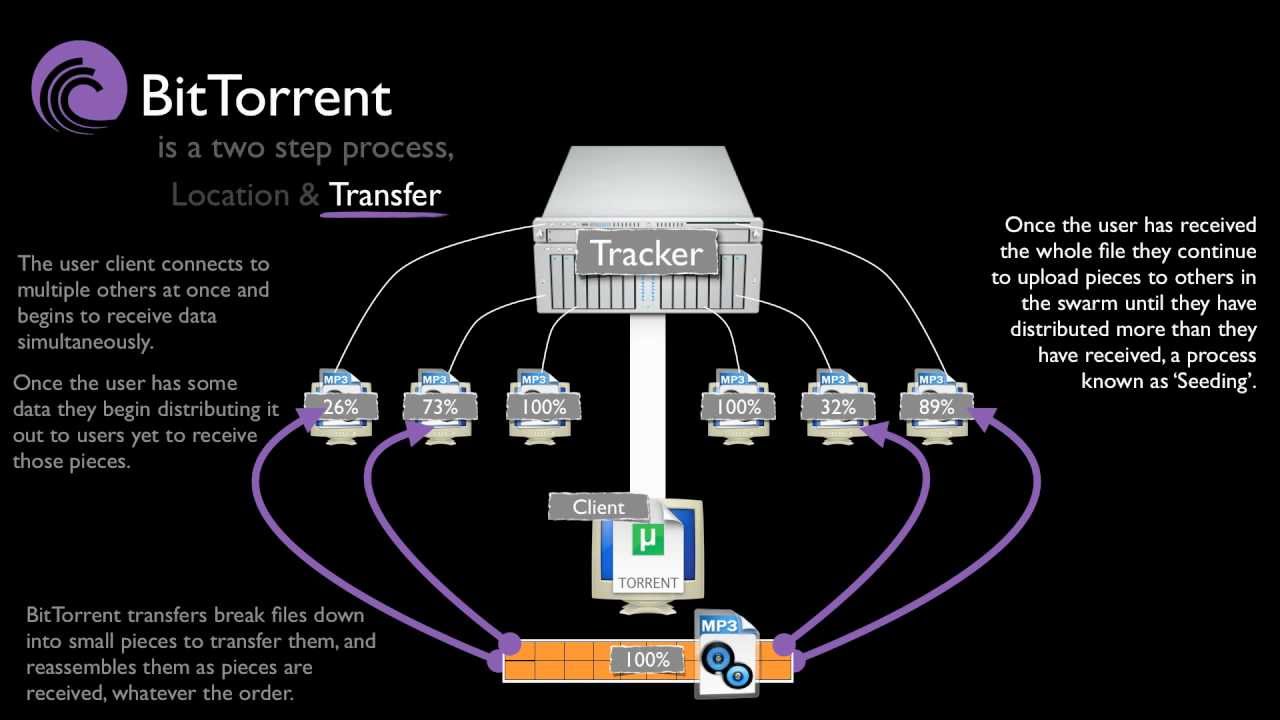 BitTorrent
is a two step process,
Location & Transfer
The user client connects to
multiple others at once and
begins to receive data
simultaneously.
Once the user has some
data they begin distributing it
out to users yet to receive
those pieces.
BitTorrent transfers break files down
into small pieces to transfer them, and
reassembles them as pieces are
received, whatever the order.
Tracker
MP3 MP3 MP3 MP3 MP3 MP3
26% 73% 100% 100% 32% 89%
Client
µ
TORRENT
MP3
100%
Once the user has received
the whole file they continue
to upload pieces to others in
the swarm until they have
distributed more than they
have received, a process
known as ‘Seeding’.